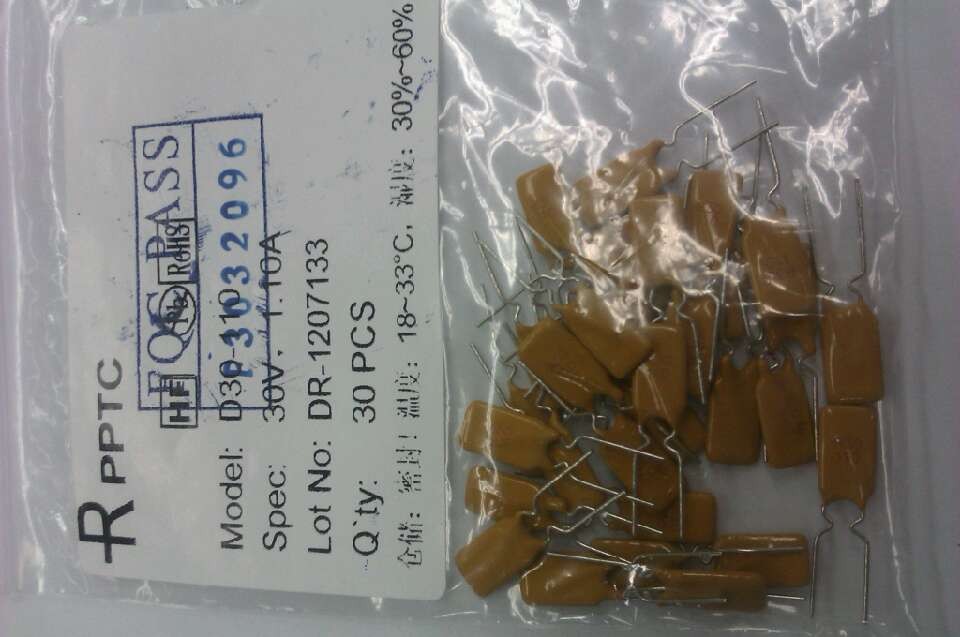 R PPTC
HF RoHS
QC PASS
P 3032096
Model: D30-110
Spec: 30V, 1.10A
Lot No: DR-1207133
Q`ty: 30 PCS
仓储：密封！温度：18~33°C，湿度：30%~60%